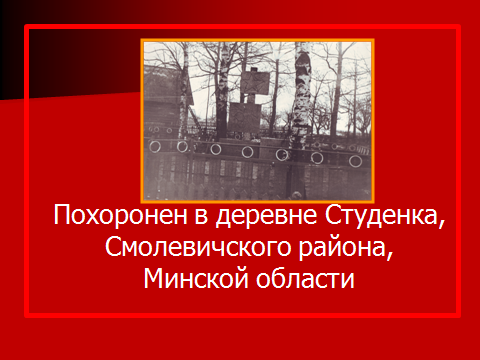 Похоронен в деревне Студенка,
Смолевичского района,
Минской области